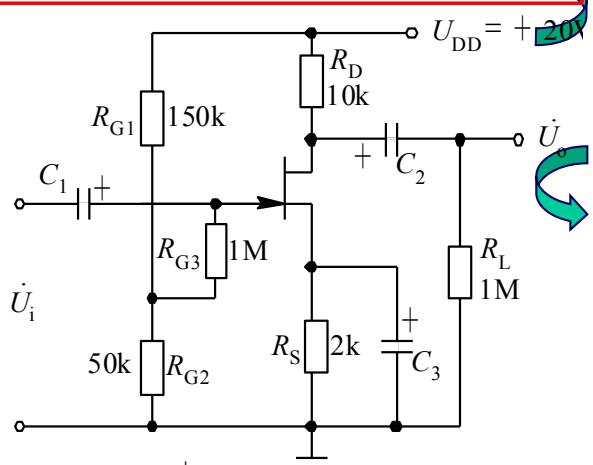 U_DD = + 20V
R_D
10k
R_G1 150k
C_1 +
+ C_2
U̇_o
R_G3 1M
R_L
1M
U̇_i
+
50k R_G2
R_S 2k
C_3
+